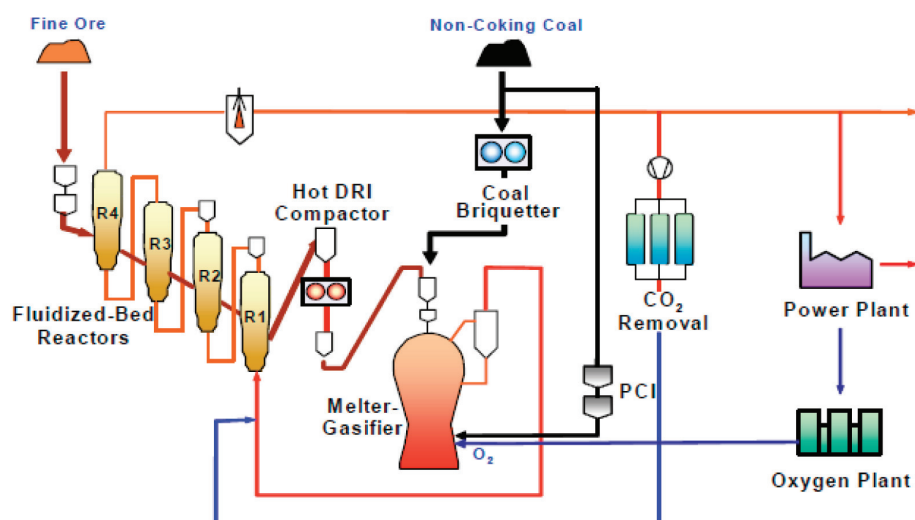 Fine Ore
Non-Coking Coal
R4
R3
R2
R1
Hot DRI
Compactor
Coal
Briquetter
Fluidized-Bed
Reactors
CO₂
Removal
Power Plant
Melter-
Gasifier
PCI
O₂
Oxygen Plant